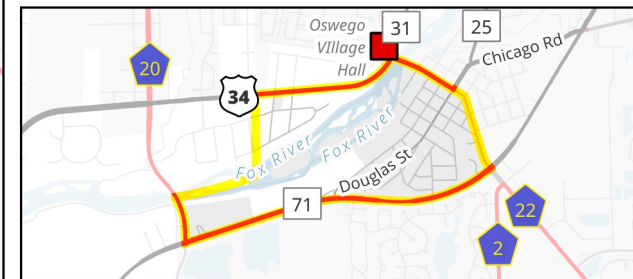 Oswego
VIllage
Hall
31
25
Chicago Rd
20
34
Fox River
Fox River
Douglas St
71
22
2